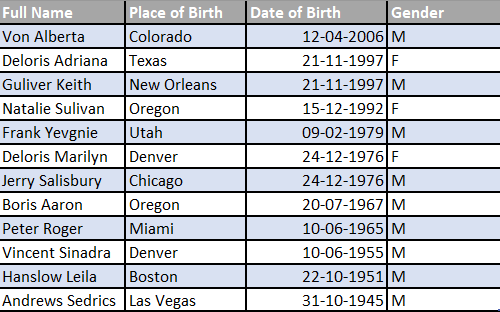 Full Name Place of Birth Date of Birth Gender
Von Alberta Colorado 12-04-2006 M
Deloris Adriana Texas 21-11-1997 F
Guliver Keith New Orleans 21-11-1997 M
Natalie Sulivan Oregon 15-12-1992 F
Frank Yevgnie Utah 09-02-1979 M
Deloris Marilyn Denver 24-12-1976 F
Jerry Salisbury Chicago 24-12-1976 M
Boris Aaron Oregon 20-07-1967 M
Peter Roger Miami 10-06-1965 M
Vincent Sinadra Denver 10-06-1955 M
Hanslow Leila Boston 22-10-1951 M
Andrews Sedrics Las Vegas 31-10-1945 M